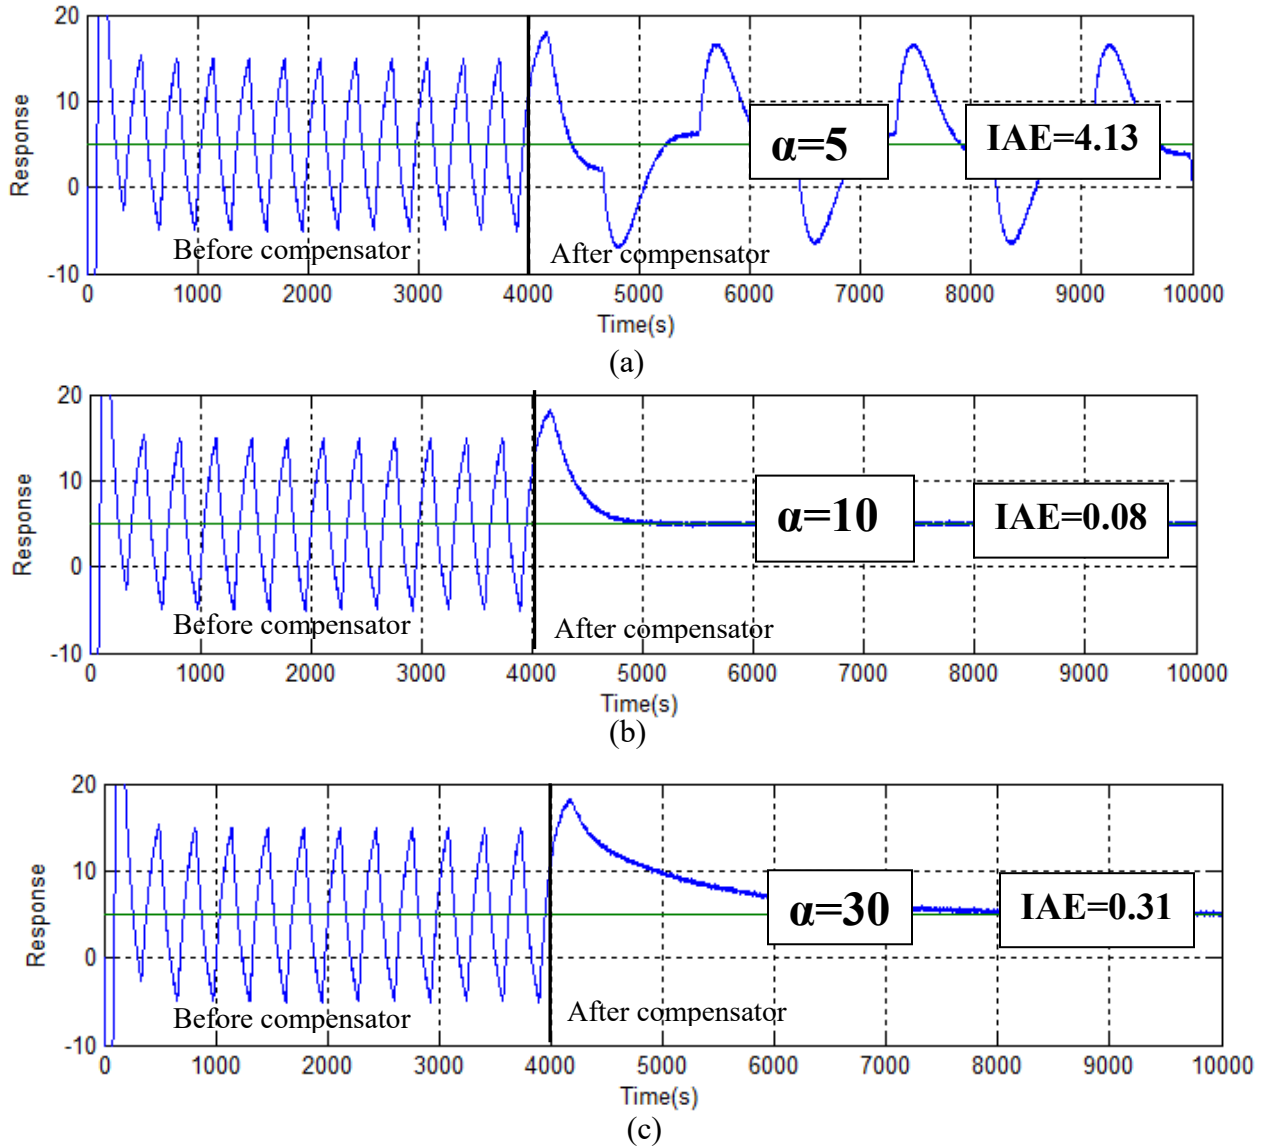 20
10
0
-10
Response
α=5
IAE=4.13
Before compensator
After compensator
0 1000 2000 3000 4000 5000 6000 7000 8000 9000 10000
Time(s)
(a)
20
10
0
-10
Response
α=10
IAE=0.08
Before compensator
After compensator
0 1000 2000 3000 4000 5000 6000 7000 8000 9000 10000
Time(s)
(b)
20
10
0
-10
Response
α=30
IAE=0.31
Before compensator
After compensator
0 1000 2000 3000 4000 5000 6000 7000 8000 9000 10000
Time(s)
(c)